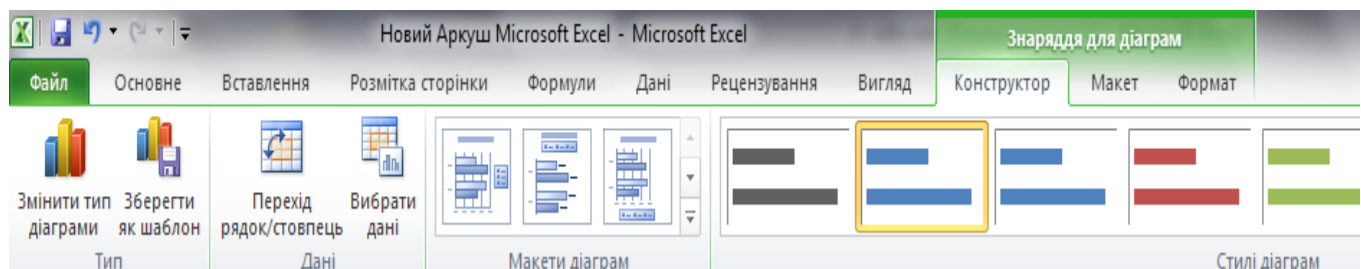 Новий Аркуш Microsoft Excel - Microsoft Excel
Знаряддя для діаграм
Файл Основне Вставлення Розмітка сторінки Формули Дані Рецензування Вигляд Конструктор Макет Формат
Змінити тип діаграми
Зберегти як шаблон
Перехід рядок/стовпець
Вибрати дані
Тип Дані Макети діаграм Стилі діаграм